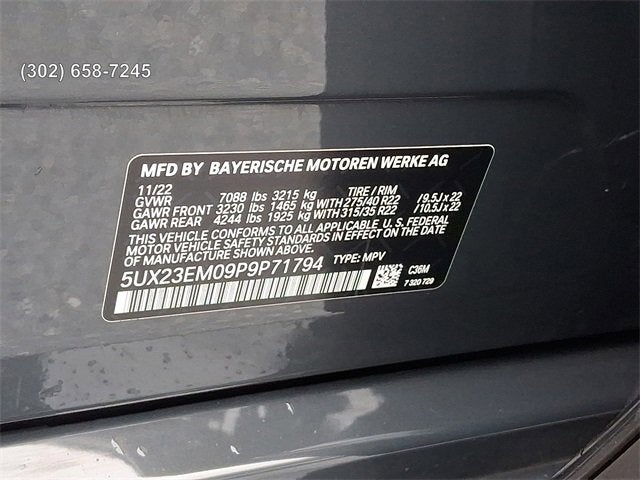 (302) 658-7245
MFD BY BAYERISCHE MOTOREN WERKE AG
11/22 TIRE / RIM
GVWR 7088 lbs 3215 kg
GAWR FRONT 3230 lbs 1465 kg WITH 275/40 R22 / 9.5J x 22
GAWR REAR 4244 lbs 1925 kg WITH 315/35 R22 / 10.5J x 22
THIS VEHICLE CONFORMS TO ALL APPLICABLE U. S. FEDERAL
MOTOR VEHICLE SAFETY STANDARDS IN EFFECT ON THE DATE
OF MANUFACTURE SHOWN ABOVE.
5UX23EM09P9P71794 TYPE: MPV
C36M
7 320 729